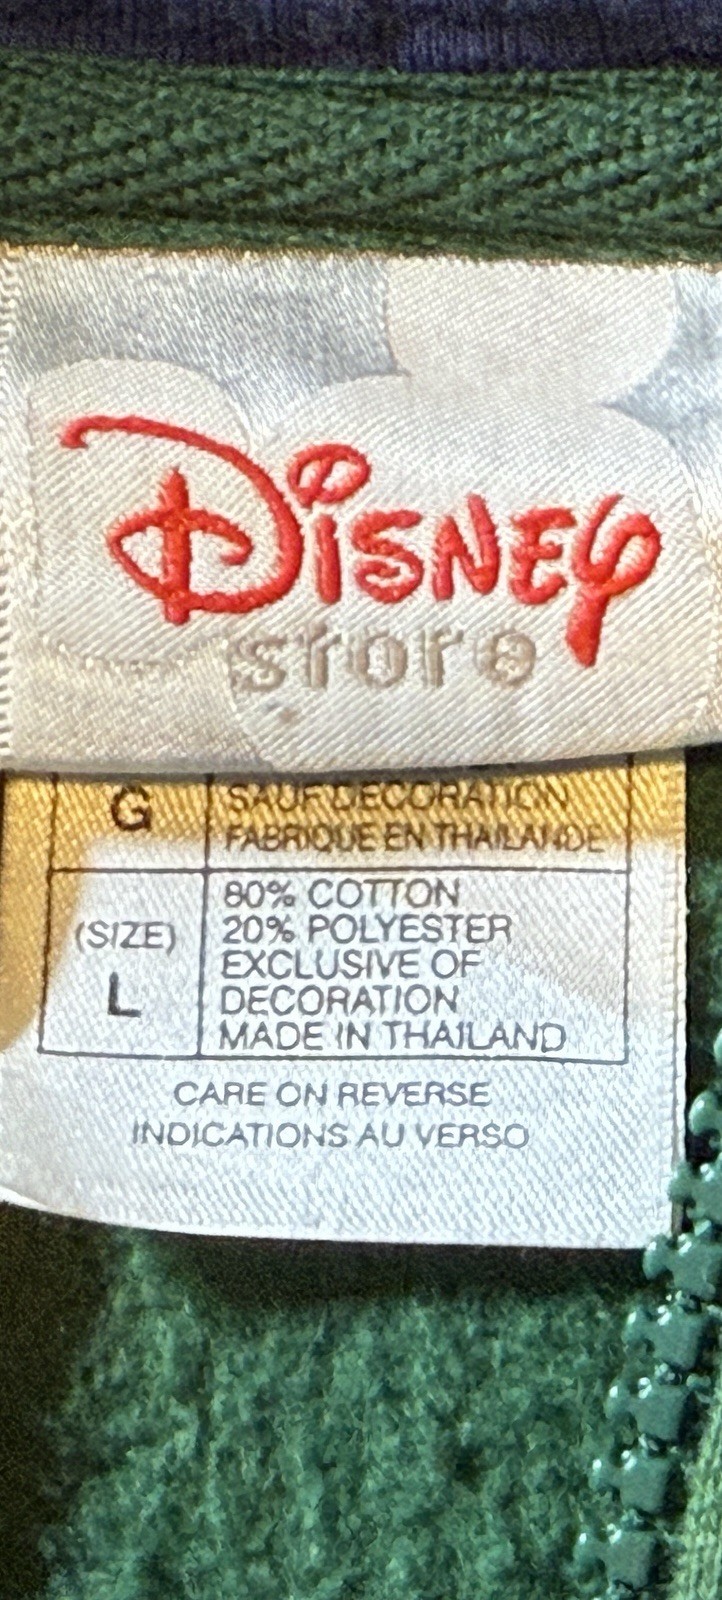 Disney
store
G
SAUF DECORATION
FABRIQUE EN THAILANDE
(SIZE)
L
80% COTTON
20% POLYESTER
EXCLUSIVE OF
DECORATION
MADE IN THAILAND
CARE ON REVERSE
INDICATIONS AU VERSO